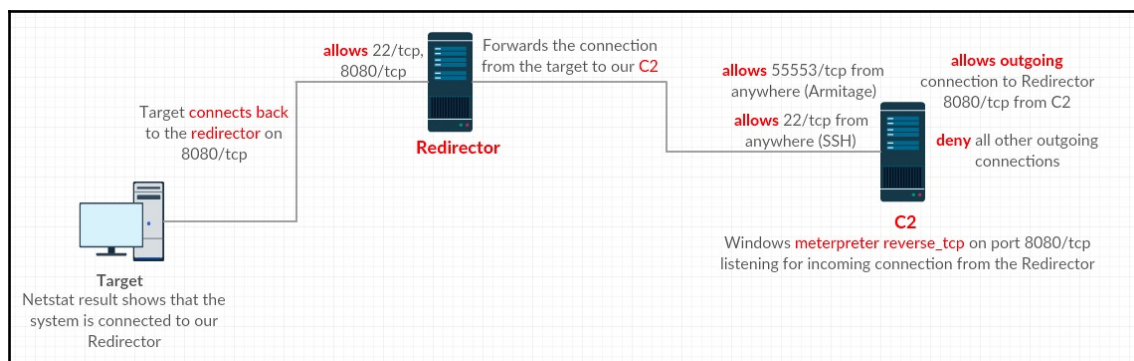 allows 22/tcp,
8080/tcp
Forwards the connection
from the target to our C2
Redirector
Target connects back
to the redirector on
8080/tcp
Target
Netstat result shows that the
system is connected to our
Redirector
allows 55553/tcp from
anywhere (Armitage)
allows 22/tcp from
anywhere (SSH)
allows outgoing
connection to Redirector
8080/tcp from C2
deny all other outgoing
connections
C2
Windows meterpreter reverse_tcp on port 8080/tcp
listening for incoming connection from the Redirector